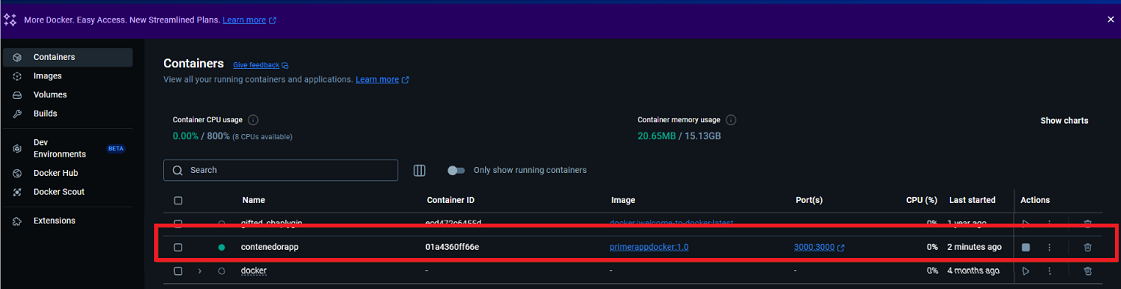 More Docker. Easy Access. New Streamlined Plans. Learn more
Containers
Images
Volumes
Builds
Dev Environments BETA
Docker Hub
Docker Scout
Extensions
Containers Give feedback
View all your running containers and applications. Learn more
Container CPU usage
0.00% / 800% (8 CPUs available)
Container memory usage
20.65MB / 15.13GB
Show charts
Search
Only show running containers
Name Container ID Image Port(s) CPU (%) Last started Actions
gifted_chaplygin ecd472c6455d docker/welcome-to-docker:latest 0% 1 year ago
contenedorapp 01a4360ff66e primerappdocker:1.0 3000:3000 0% 2 minutes ago
docker - - - 0% 4 months ago